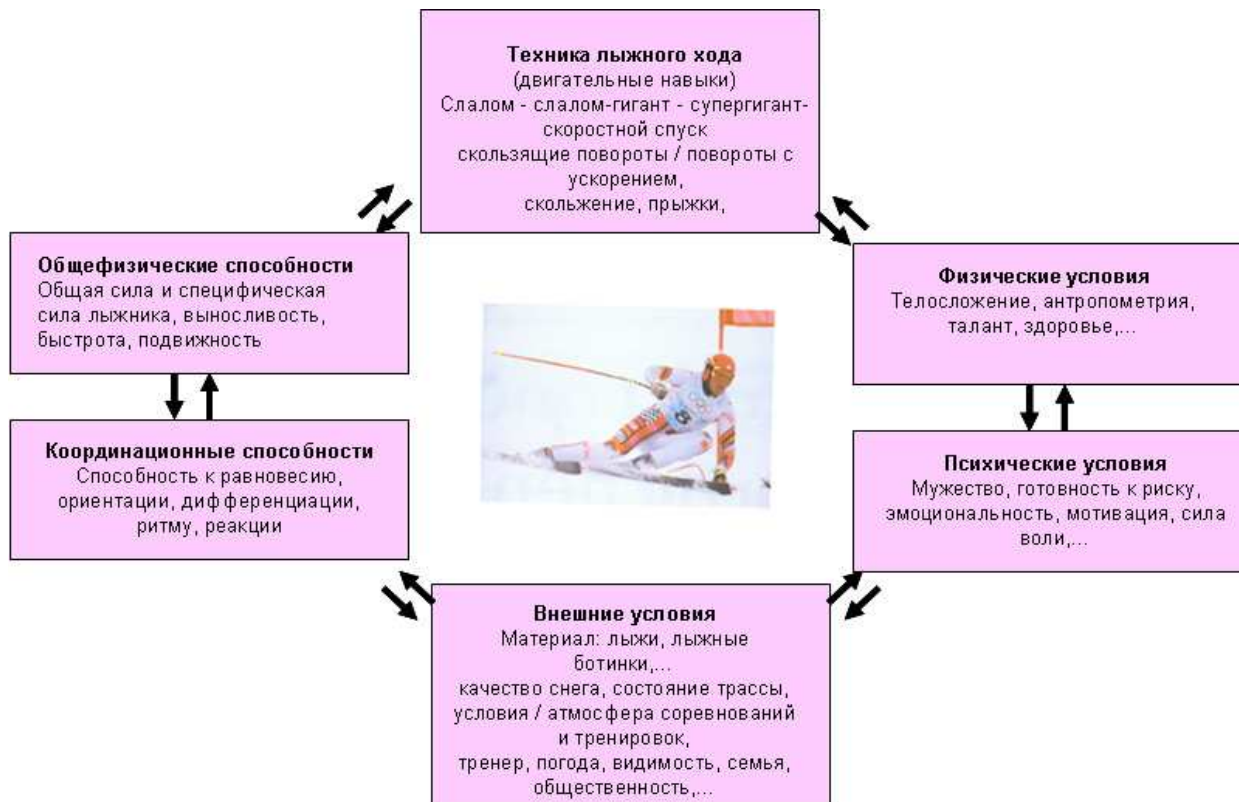 Техника лыжного хода
(двигательные навыки)
Слалом - слалом-гигант - супергигант-
скоростной спуск
скользящие повороты / повороты с
ускорением,
скольжение, прыжки,
Общефизические способности
Общая сила и специфическая
сила лыжника, выносливость,
быстрота, подвижность
Физические условия
Телосложение, антропометрия,
талант, здоровье,...
Координационные способности
Способность к равновесию,
ориентации, дифференциации,
ритму, реакции
Психические условия
Мужество, готовность к риску,
эмоциональность, мотивация, сила
воли,...
Внешние условия
Материал: лыжи, лыжные
ботинки,...
качество снега, состояние трассы,
условия / атмосфера соревнований
и тренировок,
тренер, погода, видимость, семья,
общественность,...